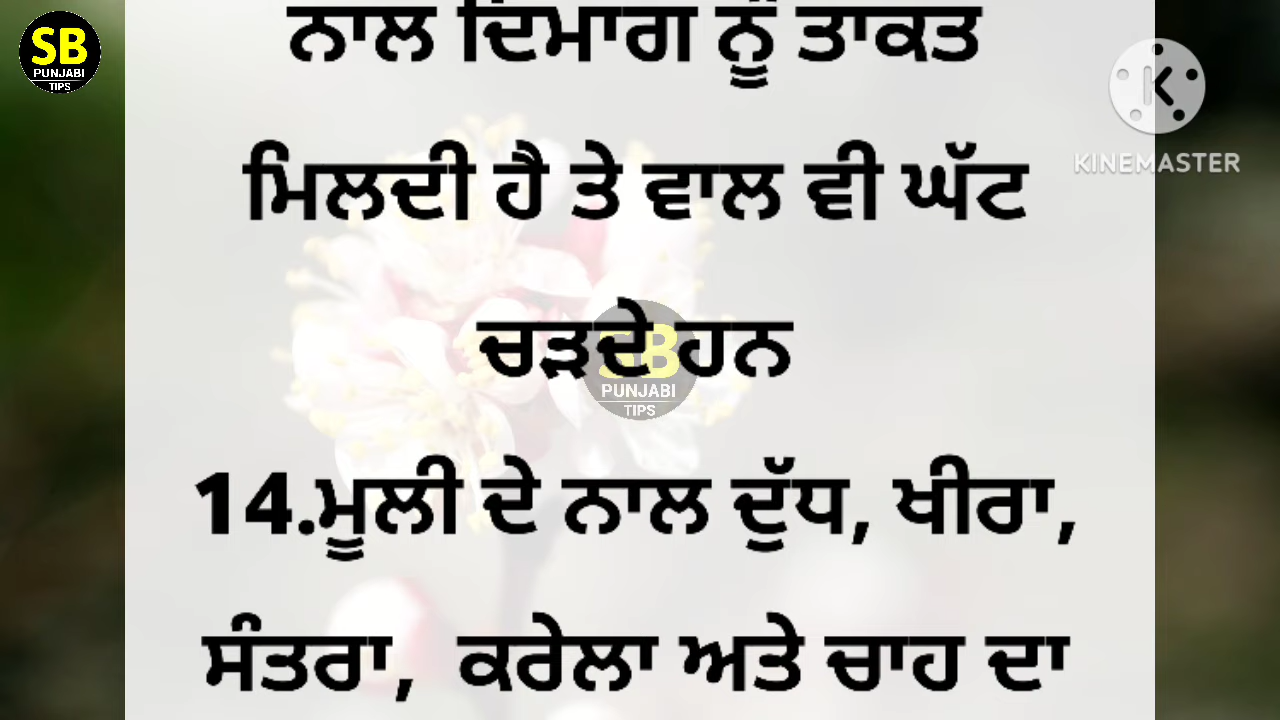 SB
PUNJABI
TIPS
ਨਾਲ ਦਿਮਾਗ ਨੂੰ ਤਾਕਤ
KINEMASTER
ਮਿਲਦੀ ਹੈ ਤੇ ਵਾਲ ਵੀ ਘੱਟ
ਚੜਦੇ ਹਨ
SB
PUNJABI
TIPS
14.ਮੂਲੀ ਦੇ ਨਾਲ ਦੁੱਧ, ਖੀਰਾ,
ਸੰਤਰਾ, ਕਰੇਲਾ ਅਤੇ ਚਾਹ ਦਾ